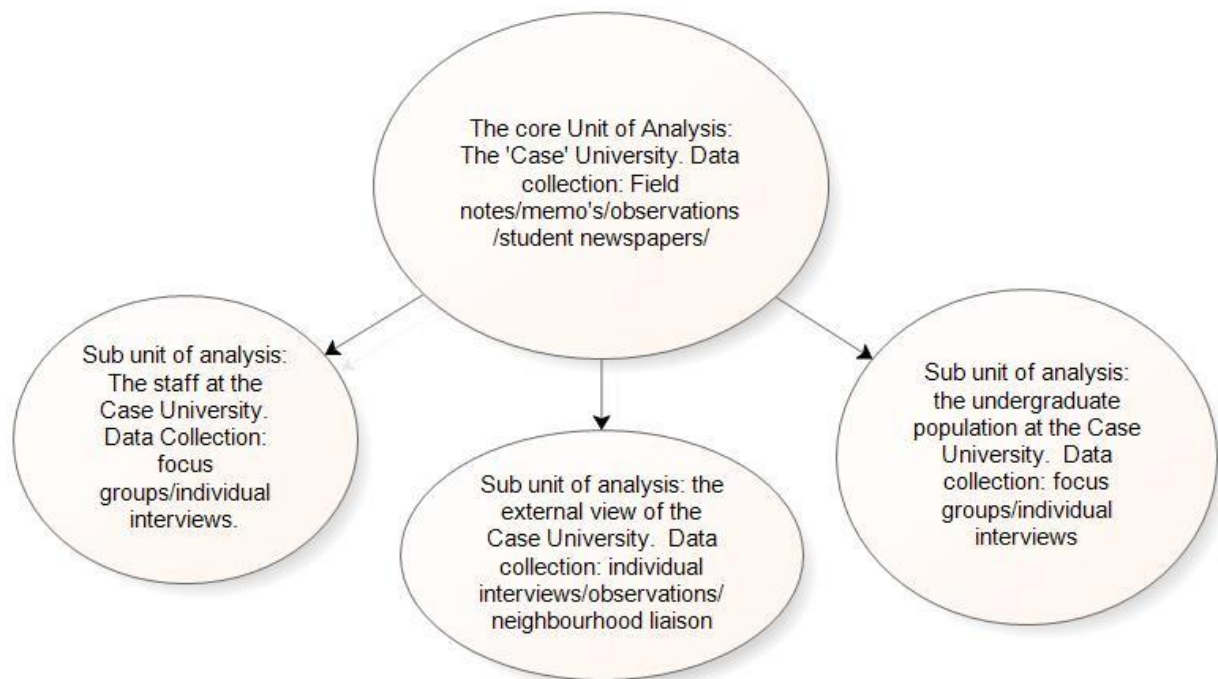 The core Unit of Analysis:
The 'Case' University. Data
collection: Field
notes/memo's/observations
/student newspapers/
Sub unit of analysis:
The staff at the
Case University.
Data Collection:
focus
groups/individual
interviews.
Sub unit of analysis: the
external view of the
Case University. Data
collection: individual
interviews/observations/
neighbourhood liaison
Sub unit of analysis:
the undergraduate
population at the Case
University. Data
collection: focus
groups/individual
interviews